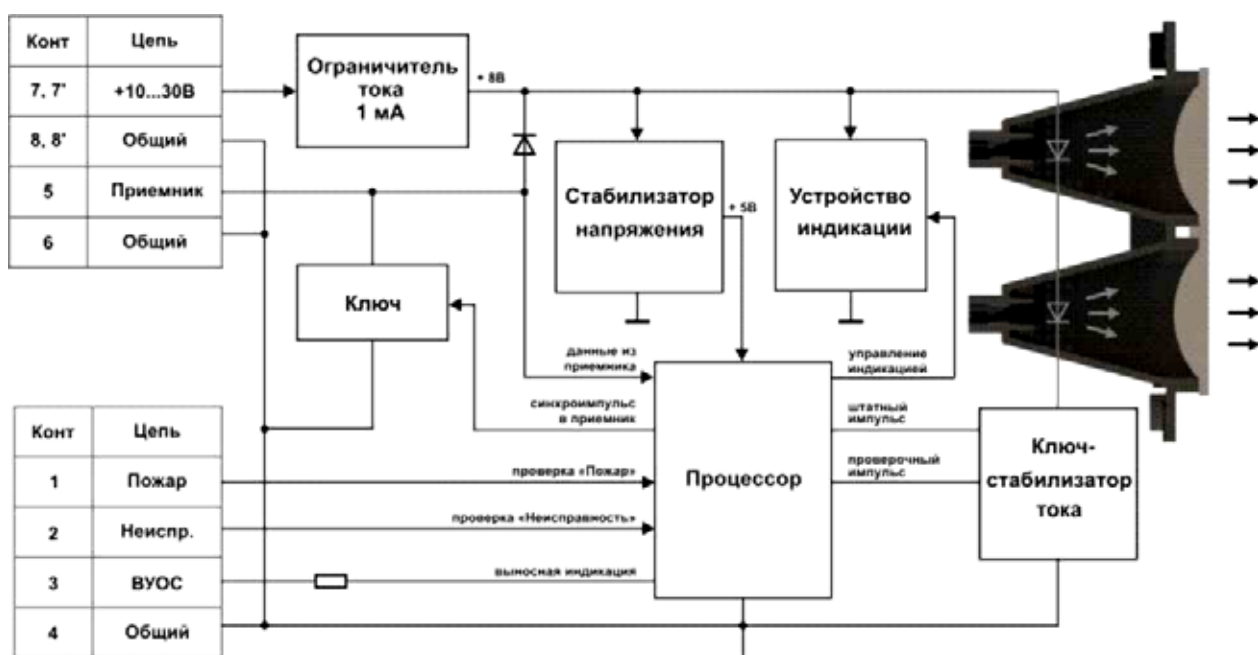 Конт Цепь
7, 7' +10...30В
8, 8' Общий
5 Приемник
6 Общий
Ограничитель
тока
1 мА
+ 8В
Стабилизатор
напряжения
+ 5В
Устройство
индикации
Ключ
данные из
приемника
синхроимпульс
в приемник
проверка «Пожар»
проверка «Неисправность»
выносная индикация
Процессор
управление
индикацией
штатный
импульс
проверочный
импульс
Ключ-
стабилизатор
тока
Конт Цепь
1 Пожар
2 Неиспр.
3 ВУОС
4 Общий